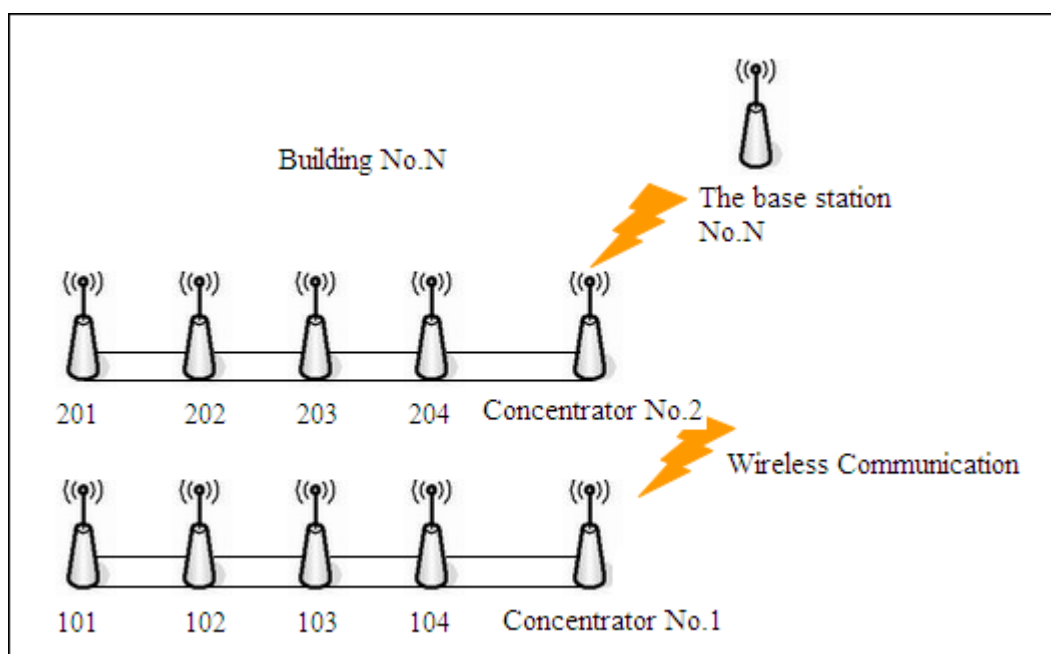 Building No.N
The base station
No.N
201 202 203 204 Concentrator No.2
Wireless Communication
101 102 103 104 Concentrator No.1